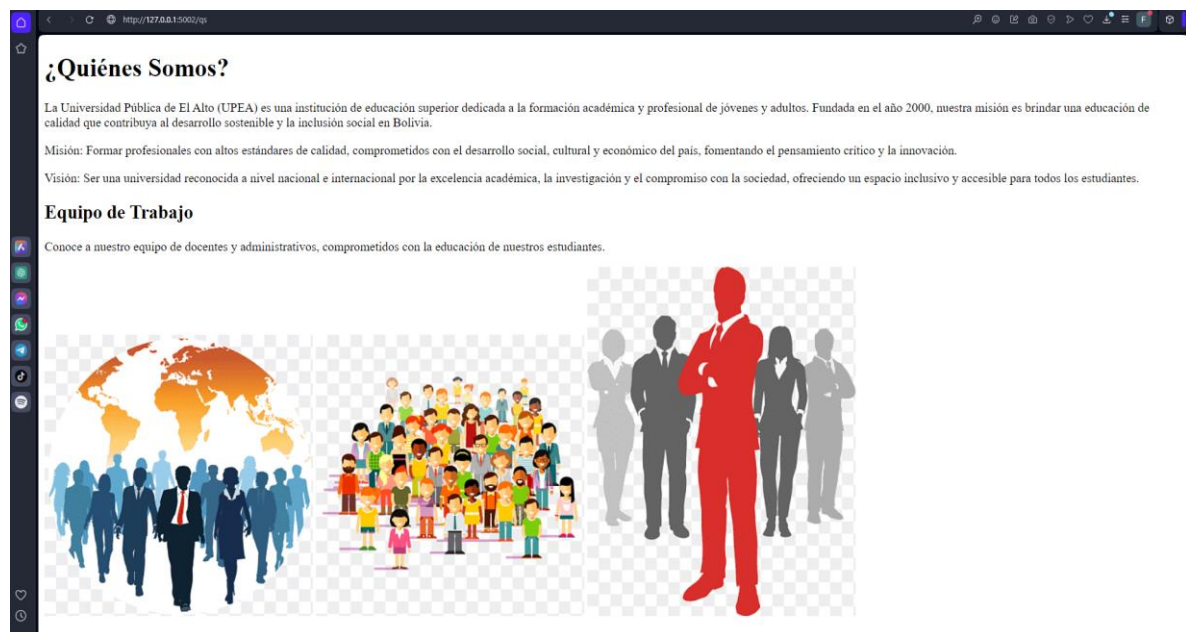 http://127.0.0.1:5002/qs
F
¿Quiénes Somos?
La Universidad Pública de El Alto (UPEA) es una institución de educación superior dedicada a la formación académica y profesional de jóvenes y adultos. Fundada en el año 2000, nuestra misión es brindar una educación de
calidad que contribuya al desarrollo sostenible y la inclusión social en Bolivia.
Misión: Formar profesionales con altos estándares de calidad, comprometidos con el desarrollo social, cultural y económico del país, fomentando el pensamiento crítico y la innovación.
Visión: Ser una universidad reconocida a nivel nacional e internacional por la excelencia académica, la investigación y el compromiso con la sociedad, ofreciendo un espacio inclusivo y accesible para todos los estudiantes.
Equipo de Trabajo
Conoce a nuestro equipo de docentes y administrativos, comprometidos con la educación de nuestros estudiantes.